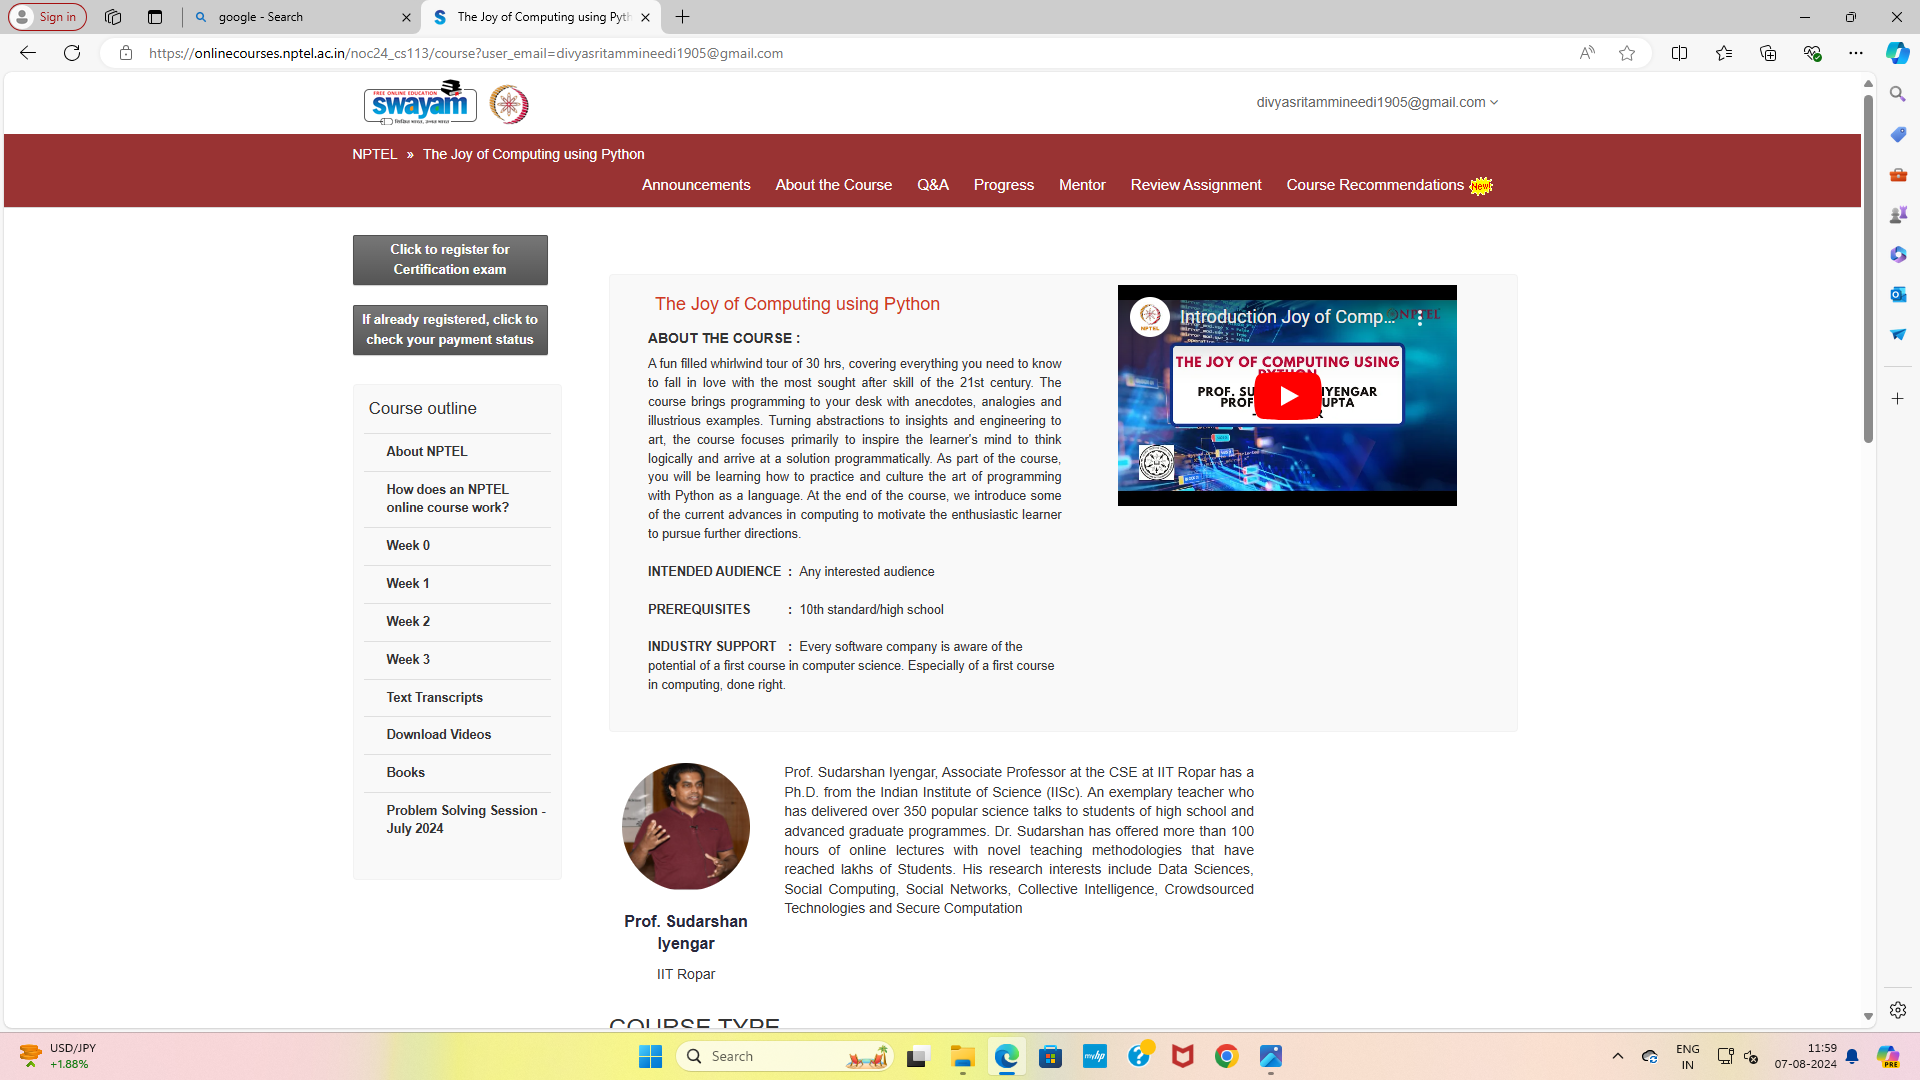 Sign in
google - Search
The Joy of Computing using Pyth
https://onlinecourses.nptel.ac.in/noc24_cs113/course?user_email=divyasritammineedi1905@gmail.com
FREE ONLINE EDUCATION
swayam
divyasritammineedi1905@gmail.com
NPTEL » The Joy of Computing using Python
Announcements About the Course Q&A Progress Mentor Review Assignment Course Recommendations New
Click to register for
Certification exam
If already registered, click to
check your payment status
Course outline
About NPTEL
How does an NPTEL
online course work?
Week 0
Week 1
Week 2
Week 3
Text Transcripts
Download Videos
Books
Problem Solving Session -
July 2024
The Joy of Computing using Python
ABOUT THE COURSE :
A fun filled whirlwind tour of 30 hrs, covering everything you need to know
to fall in love with the most sought after skill of the 21st century. The
course brings programming to your desk with anecdotes, analogies and
illustrious examples. Turning abstractions to insights and engineering to
art, the course focuses primarily to inspire the learner's mind to think
logically and arrive at a solution programmatically. As part of the course,
you will be learning how to practice and culture the art of programming
with Python as a language. At the end of the course, we introduce some
of the current advances in computing to motivate the enthusiastic learner
to pursue further directions.
INTENDED AUDIENCE : Any interested audience
PREREQUISITES : 10th standard/high school
INDUSTRY SUPPORT : Every software company is aware of the
potential of a first course in computer science. Especially of a first course
in computing, done right.
NPTEL
Introduction Joy of Comp...
NPTEL
THE JOY OF COMPUTING USING
Prof. Sudarshan Iyengar, Associate Professor at the CSE at IIT Ropar has a
Ph.D. from the Indian Institute of Science (IISc). An exemplary teacher who
has delivered over 350 popular science talks to students of high school and
advanced graduate programmes. Dr. Sudarshan has offered more than 100
hours of online lectures with novel teaching methodologies that have
reached lakhs of Students. His research interests include Data Sciences,
Social Computing, Social Networks, Collective Intelligence, Crowdsourced
Technologies and Secure Computation
Prof. Sudarshan
Iyengar
IIT Ropar
COURSE TYPE
USD/JPY
+1.88%
Search
myhp
ENG
IN
11:59
07-08-2024
PRE